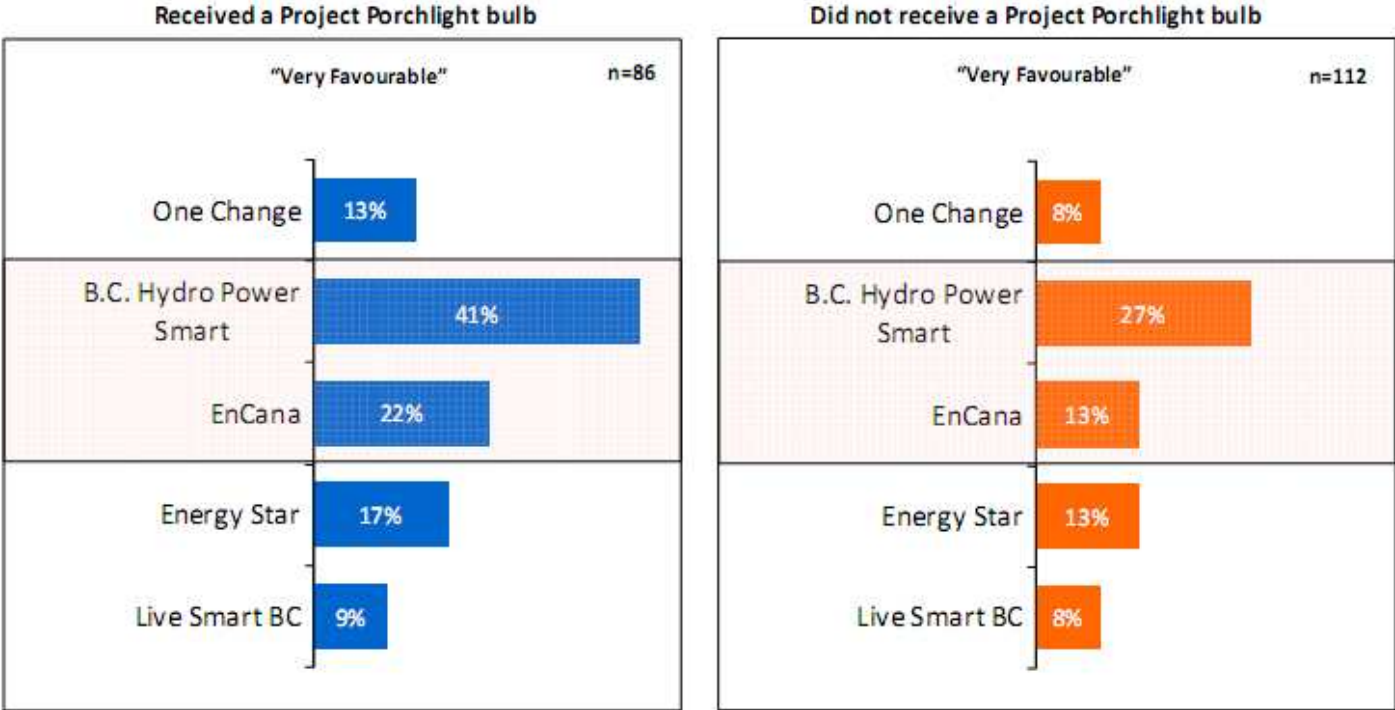 Received a Project Porchlight bulb
"Very Favourable"
n=86
One Change
13%
B.C. Hydro Power
Smart
41%
EnCana
22%
Energy Star
17%
Live Smart BC
9%
Did not receive a Project Porchlight bulb
"Very Favourable"
n=112
One Change
8%
B.C. Hydro Power
Smart
27%
EnCana
13%
Energy Star
13%
Live Smart BC
8%